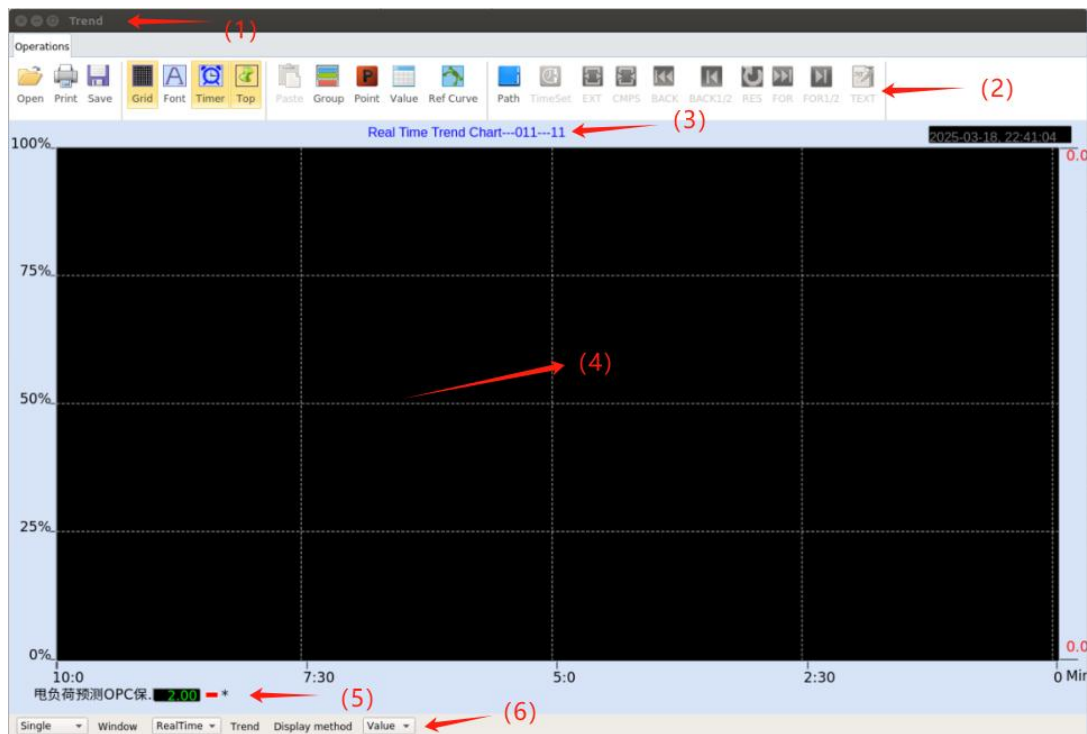 Trend
(1)
Operations
Open Print Save Grid Font Timer Top Paste Group Point Value Ref Curve Path TimeSet EXT CMPS BACK BACK1/2 RES FOR FOR1/2 TEXT
(2)
Real Time Trend Chart---011---11
(3)
2025-03-18, 22:41:04
100%
0.0
75%
(4)
50%
25%
0%
0.0
10:0 7:30 5:0 2:30 0 Min
甩负荷预测OPC保. 2.00 *
(5)
Single Window RealTime Trend Display method Value
(6)